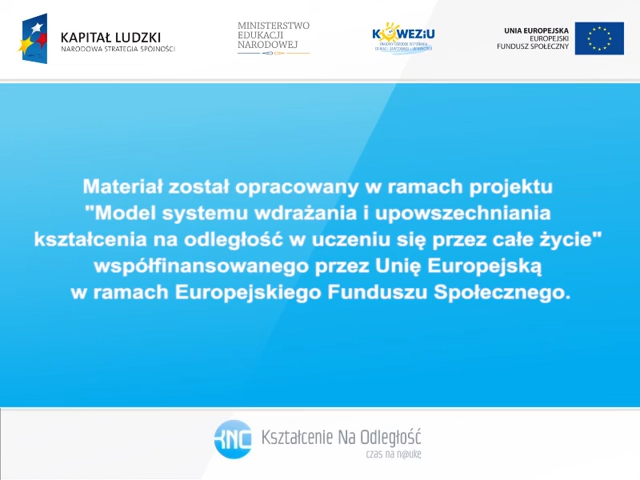 KAPITAŁ LUDZKI
NARODOWA STRATEGIA SPÓJNOŚCI
MINISTERSTWO
EDUKACJI
NARODOWEJ
KOWEZiU
UNIA EUROPEJSKA
EUROPEJSKI
FUNDUSZ SPOŁECZNY
Materiał został opracowany w ramach projektu
"Model systemu wdrażania i upowszechniania
kształcenia na odległość w uczeniu się przez całe życie"
współfinansowanego przez Unię Europejską
w ramach Europejskiego Funduszu Społecznego.
KNO Kształcenie Na Odległość
czas na n@ukę